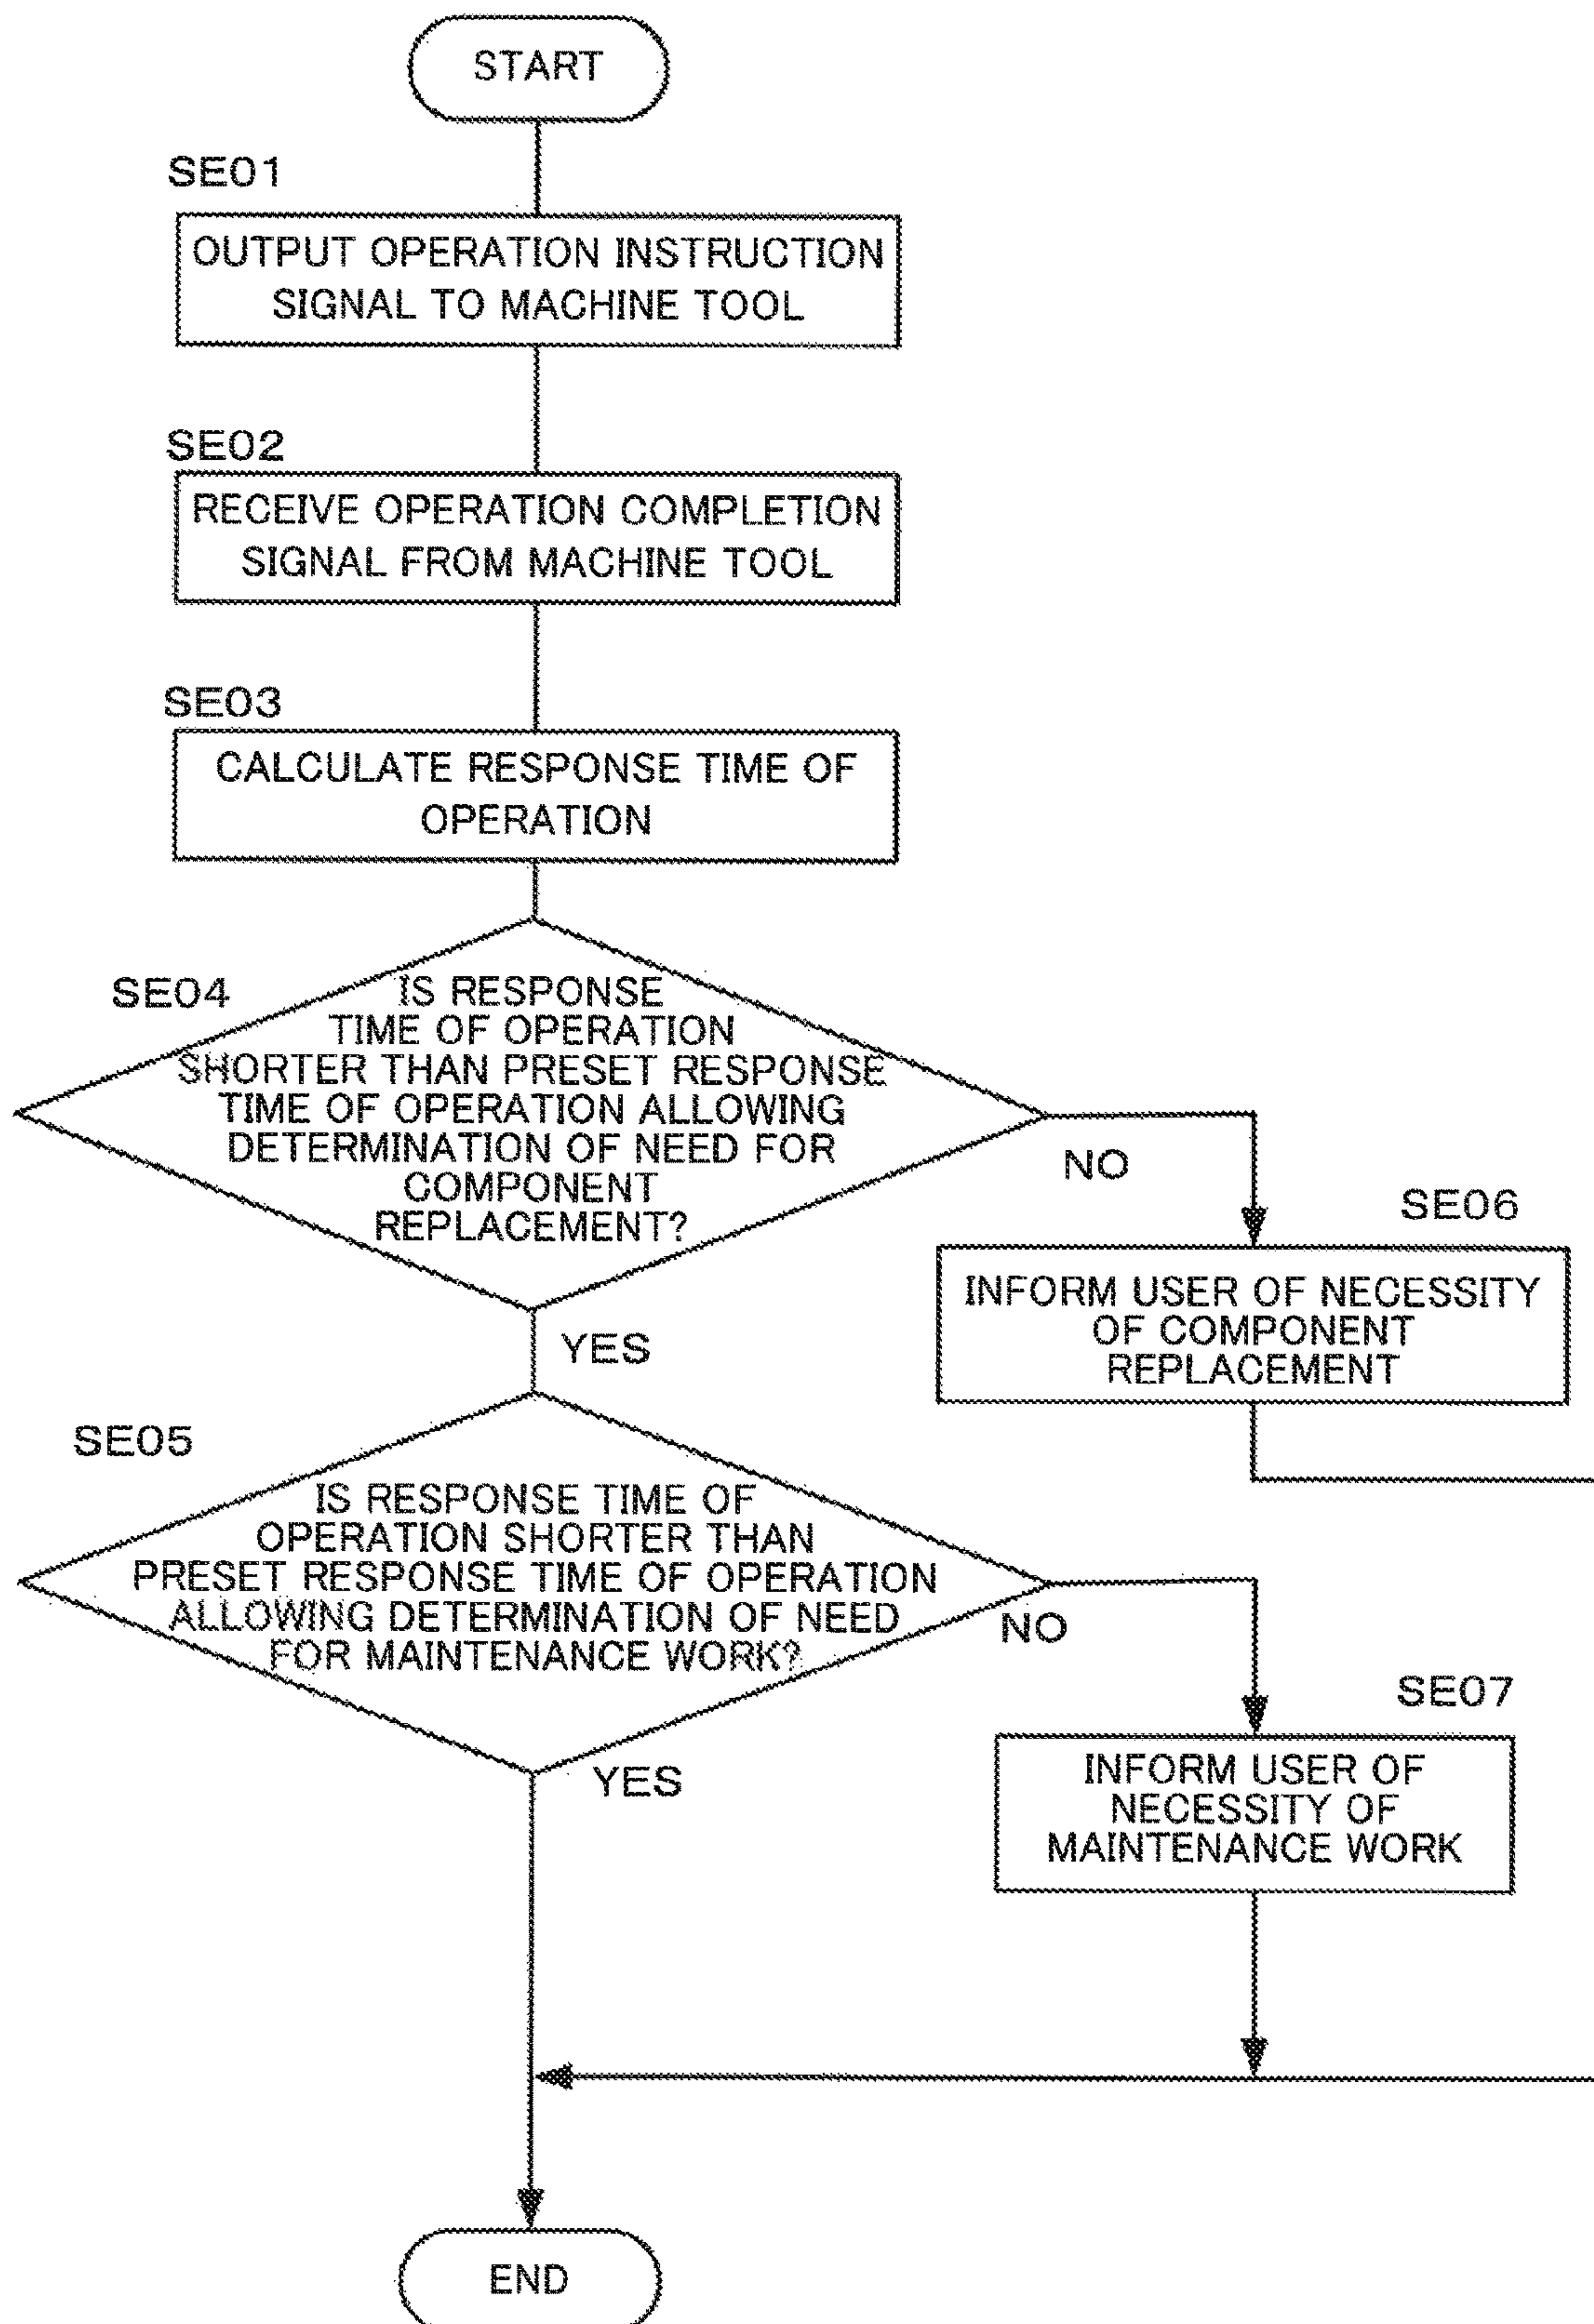 START
SE01
OUTPUT OPERATION INSTRUCTION
SIGNAL TO MACHINE TOOL
SE02
RECEIVE OPERATION COMPLETION
SIGNAL FROM MACHINE TOOL
SE03
CALCULATE RESPONSE TIME OF
OPERATION
SE04
IS RESPONSE
TIME OF OPERATION
SHORTER THAN PRESET RESPONSE
TIME OF OPERATION ALLOWING
DETERMINATION OF NEED FOR
COMPONENT
REPLACEMENT?
NO
SE06
INFORM USER OF NECESSITY
OF COMPONENT
REPLACEMENT
YES
SE05
IS RESPONSE TIME OF
OPERATION SHORTER THAN
PRESET RESPONSE TIME OF OPERATION
ALLOWING DETERMINATION OF NEED
FOR MAINTENANCE WORK?
NO
SE07
INFORM USER OF
NECESSITY OF
MAINTENANCE WORK
YES
END